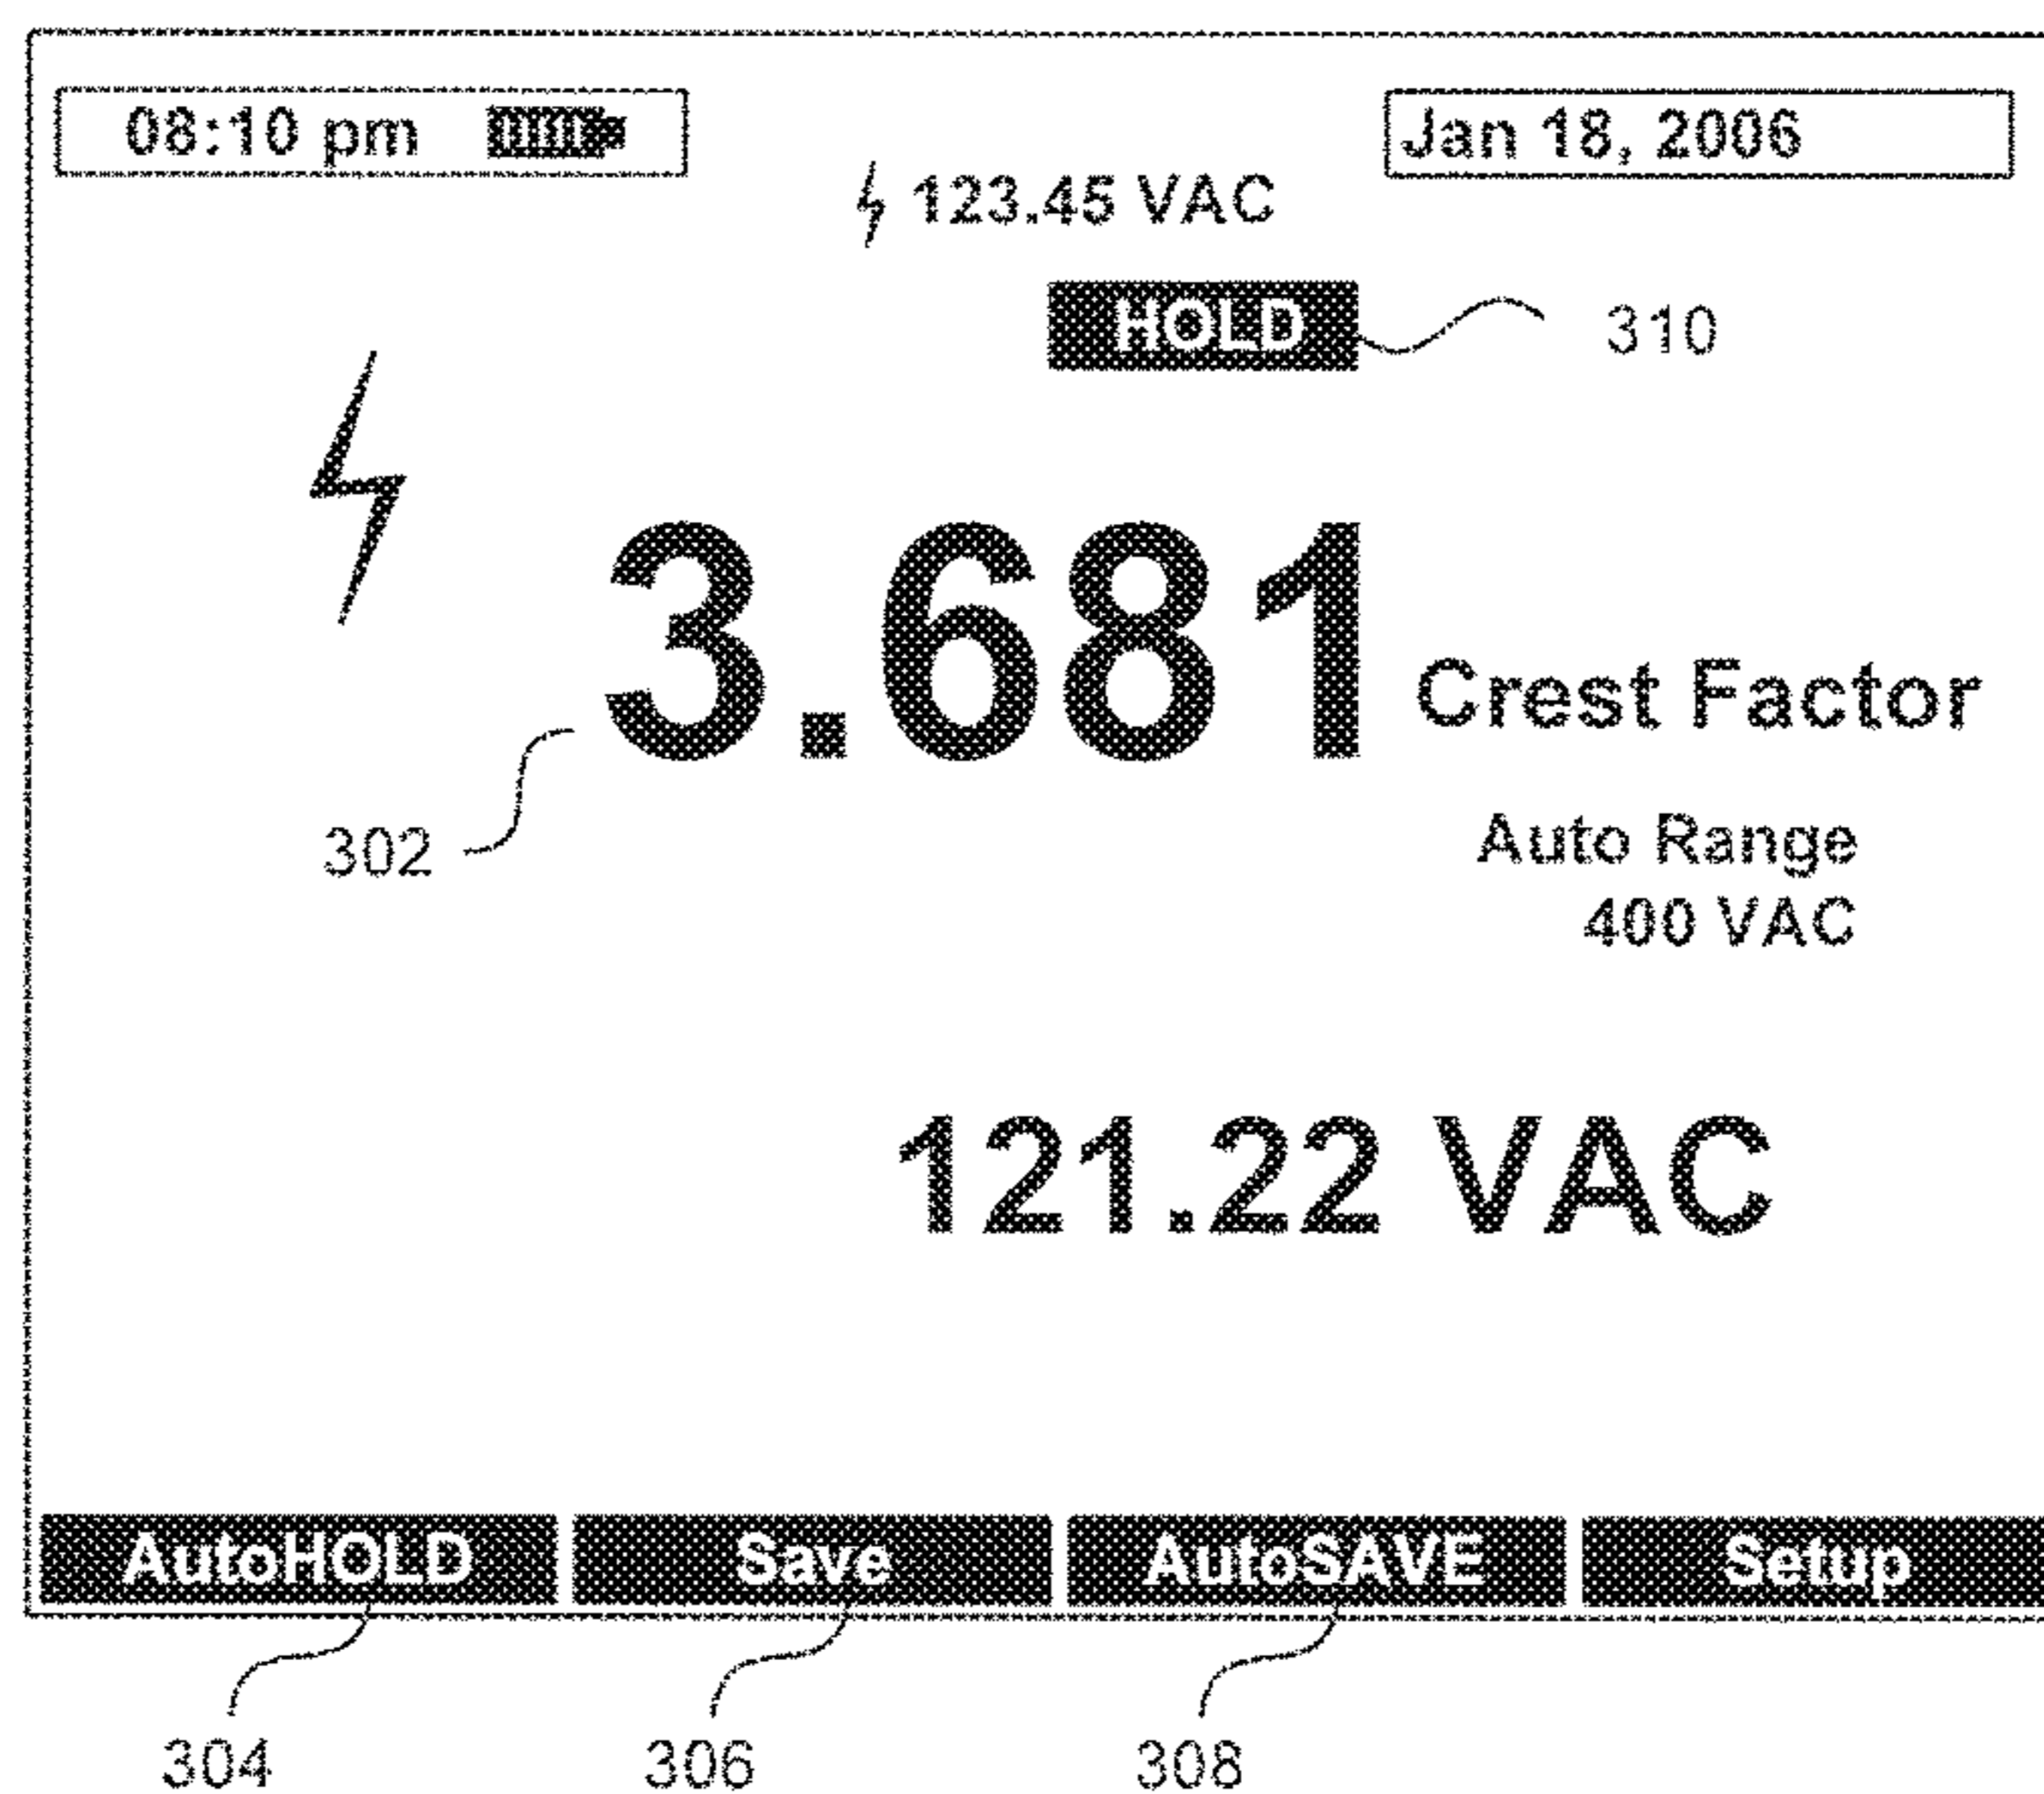 08:10 pm
Jan 18, 2006
123.45 VAC
HOLD
310
3.681 Crest Factor
302
Auto Range
400 VAC
121.22 VAC
AutoHOLD Save AutoSAVE Setup
304 306 308